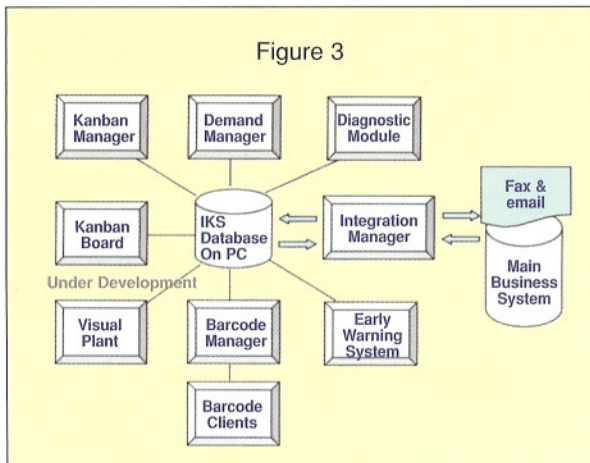 Figure 3
Kanban
Manager
Demand
Manager
Diagnostic
Module
Kanban
Board
IKS
Database
On PC
Integration
Manager
Fax &
email
Main
Business
System
Under Development
Visual
Plant
Barcode
Manager
Early
Warning
System
Barcode
Clients